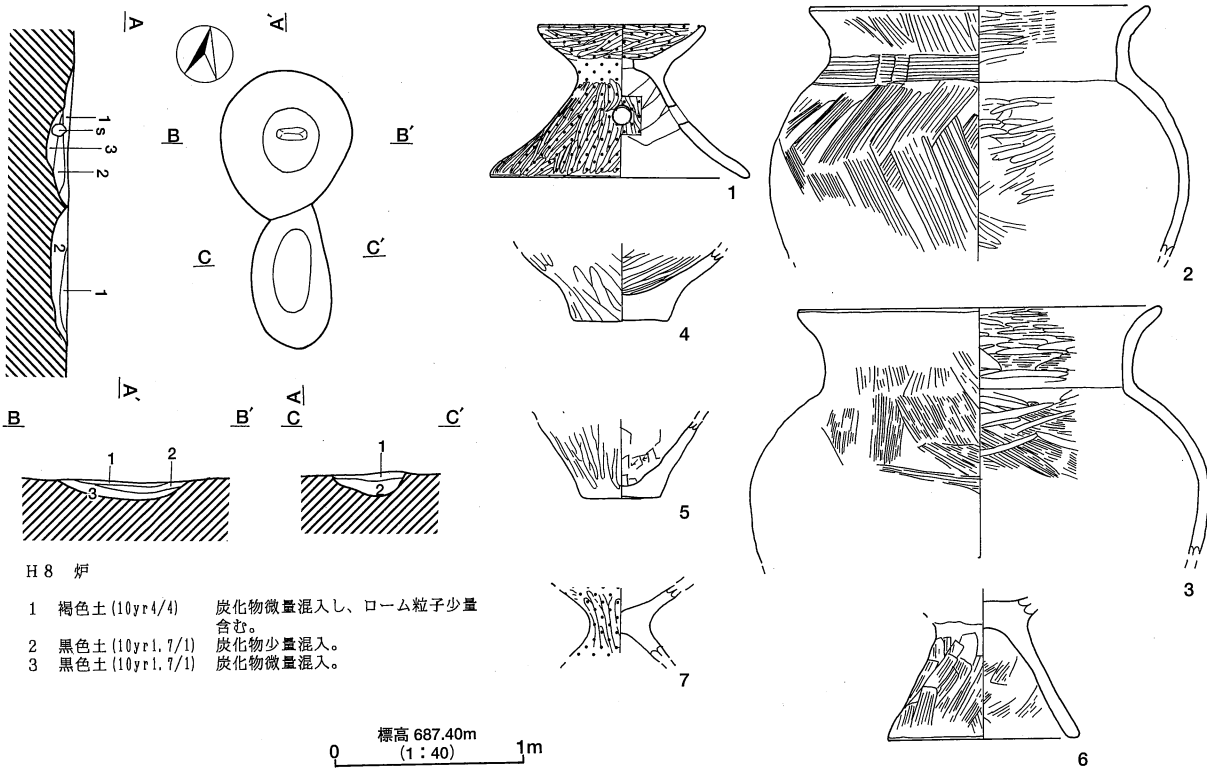 A A'
B B'
C C'
1
s
3
2
2
1
A' A
B B' C C'
1 2
3
1
2
H8 炉
1 褐色土(10yr4/4) 炭化物微量混入し、ローム粒子少量
含む。
2 黒色土(10yr1.7/1) 炭化物少量混入。
3 黒色土(10yr1.7/1) 炭化物微量混入。
標高 687.40m
(1:40)
0 1m
1
2
4
3
5
7
6